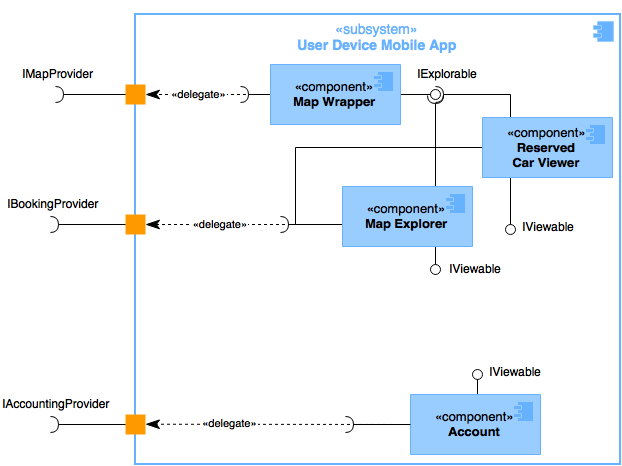 «subsystem»
User Device Mobile App
IMapProvider
«delegate»
«component»
Map Wrapper
IExplorable
«component»
Reserved
Car Viewer
IBookingProvider
«delegate»
«component»
Map Explorer
IViewable
IViewable
IViewable
IAccountingProvider
«delegate»
«component»
Account